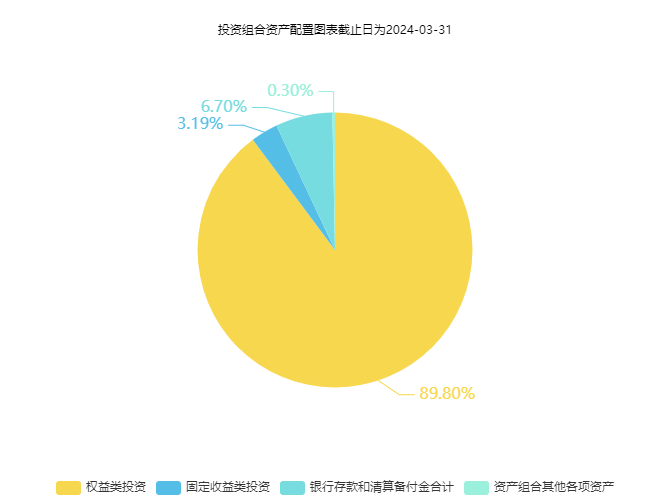 投资组合资产配置图表截止日为2024-03-31
0.30%
6.70%
3.19%
89.80%
权益类投资 固定收益类投资 银行存款和清算备付金合计 资产组合其他各项资产